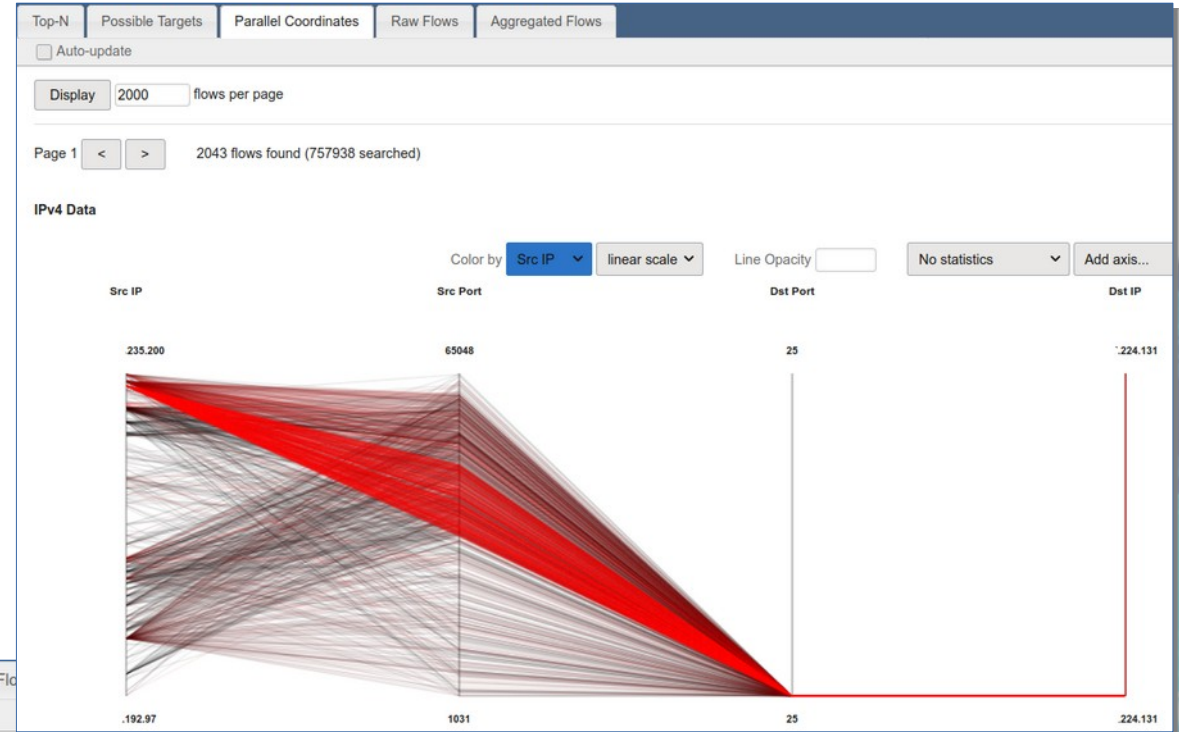 Top-N Possible Targets Parallel Coordinates Raw Flows Aggregated Flows
Auto-update
Display 2000 flows per page
Page 1 < > 2043 flows found (757938 searched)
IPv4 Data
Color by Src IP linear scale Line Opacity No statistics Add axis...
Src IP Src Port Dst Port Dst IP
.235.200 65048 25 .224.131
.192.97 1031 25 .224.131